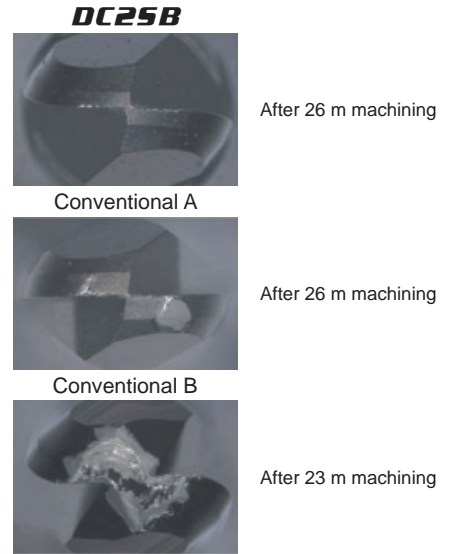 DC2SB
After 26 m machining
Conventional A
After 26 m machining
Conventional B
After 23 m machining